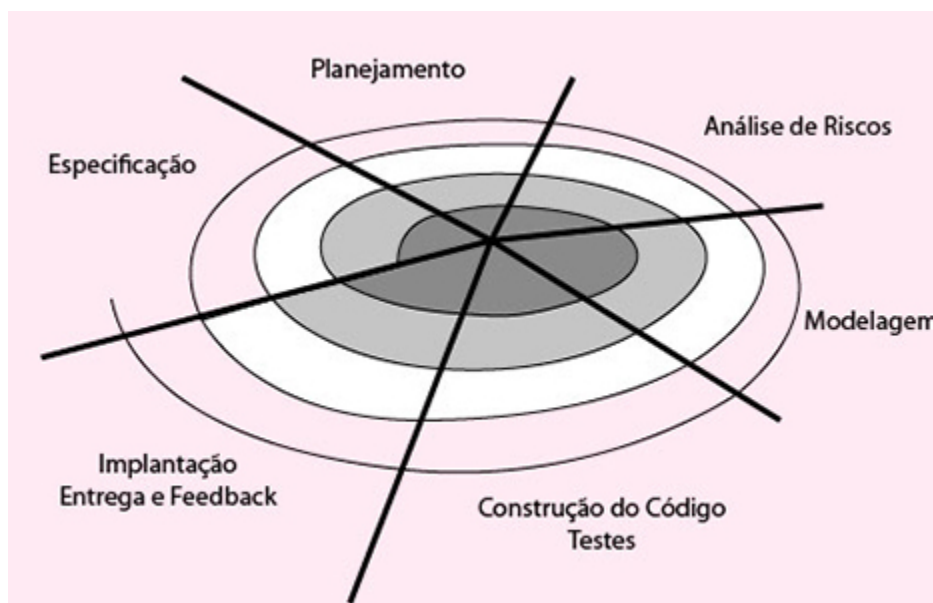 Planejamento
Análise de Riscos
Especificação
Modelagem
Implantação
Entrega e Feedback
Construção do Código
Testes